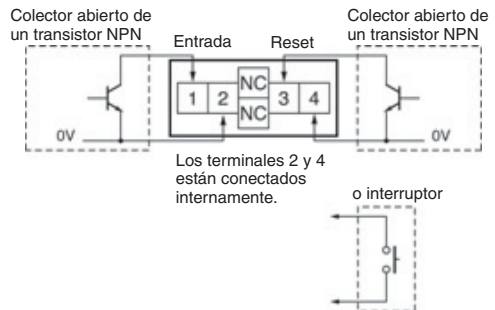 Colector abierto de
un transistor NPN
Colector abierto de
un transistor NPN
Entrada
Reset
NC
1 2 3 4
NC
0V
0V
Los terminales 2 y 4
están conectados
internamente.
o interruptor